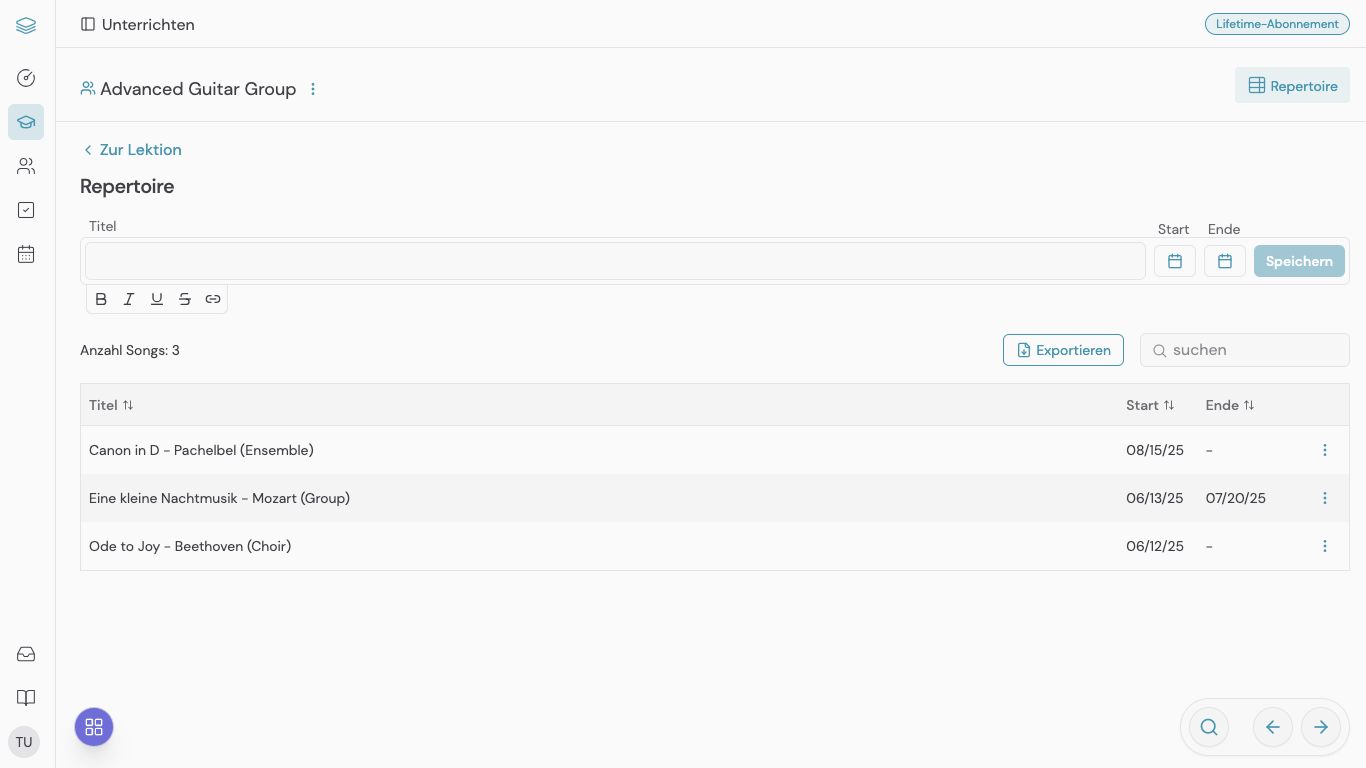 Unterrichten
Lifetime-Abonnement
Advanced Guitar Group
Repertoire
Zur Lektion
Repertoire
Titel
Start
Ende
Speichern
Anzahl Songs: 3
Exportieren
suchen
Titel
Start
Ende
Canon in D - Pachelbel (Ensemble)
08/15/25
-
Eine kleine Nachtmusik - Mozart (Group)
06/13/25
07/20/25
Ode to Joy - Beethoven (Choir)
06/12/25
-
TU